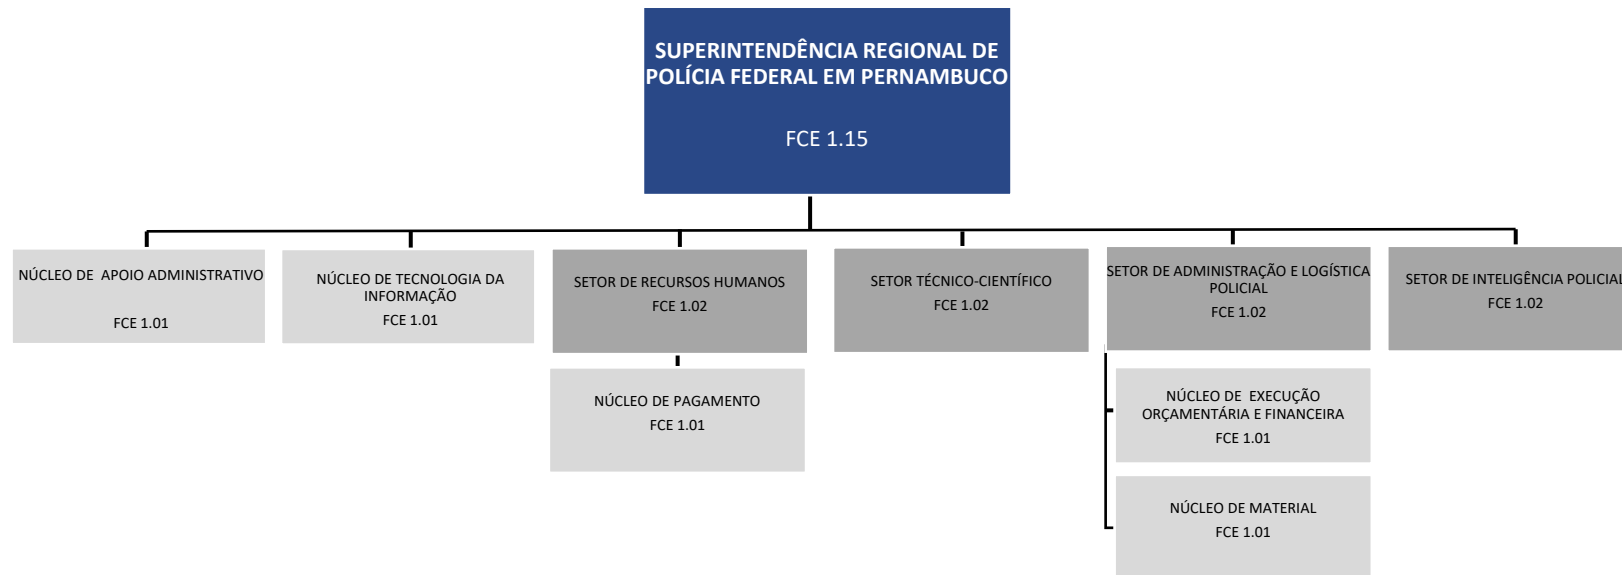 SUPERINTENDÊNCIA REGIONAL DE
POLÍCIA FEDERAL EM PERNAMBUCO
FCE 1.15
NÚCLEO DE APOIO ADMINISTRATIVO
FCE 1.01
NÚCLEO DE TECNOLOGIA DA
INFORMAÇÃO
FCE 1.01
SETOR DE RECURSOS HUMANOS
FCE 1.02
SETOR TÉCNICO-CIENTÍFICO
FCE 1.02
SETOR DE ADMINISTRAÇÃO E LOGÍSTICA
POLICIAL
FCE 1.02
SETOR DE INTELIGÊNCIA POLICIAL
FCE 1.02
NÚCLEO DE PAGAMENTO
FCE 1.01
NÚCLEO DE EXECUÇÃO
ORÇAMENTÁRIA E FINANCEIRA
FCE 1.01
NÚCLEO DE MATERIAL
FCE 1.01